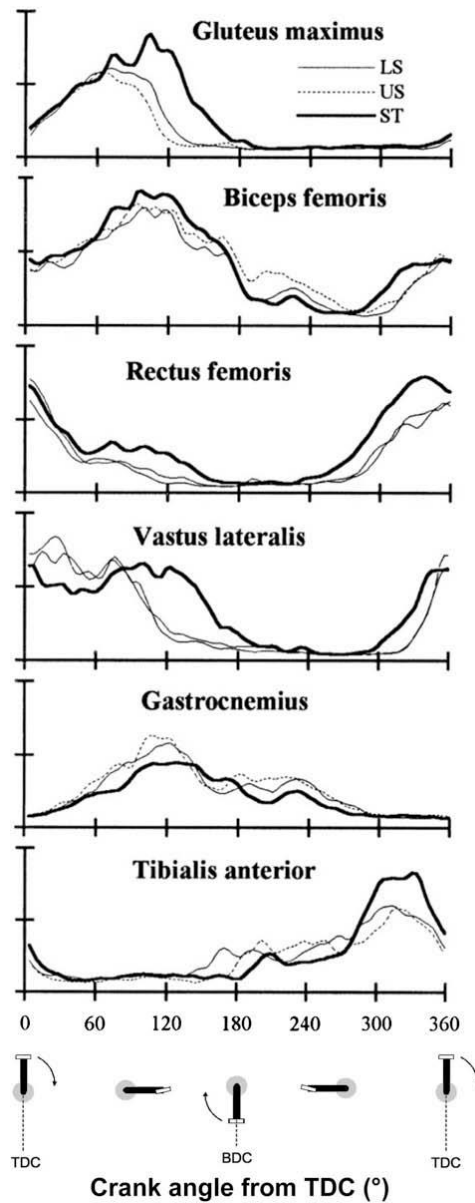 Gluteus maximus
LS
US
ST
Biceps femoris
Rectus femoris
Vastus lateralis
Gastrocnemius
Tibialis anterior
0 60 120 180 240 300 360
TDC BDC TDC
Crank angle from TDC (°)